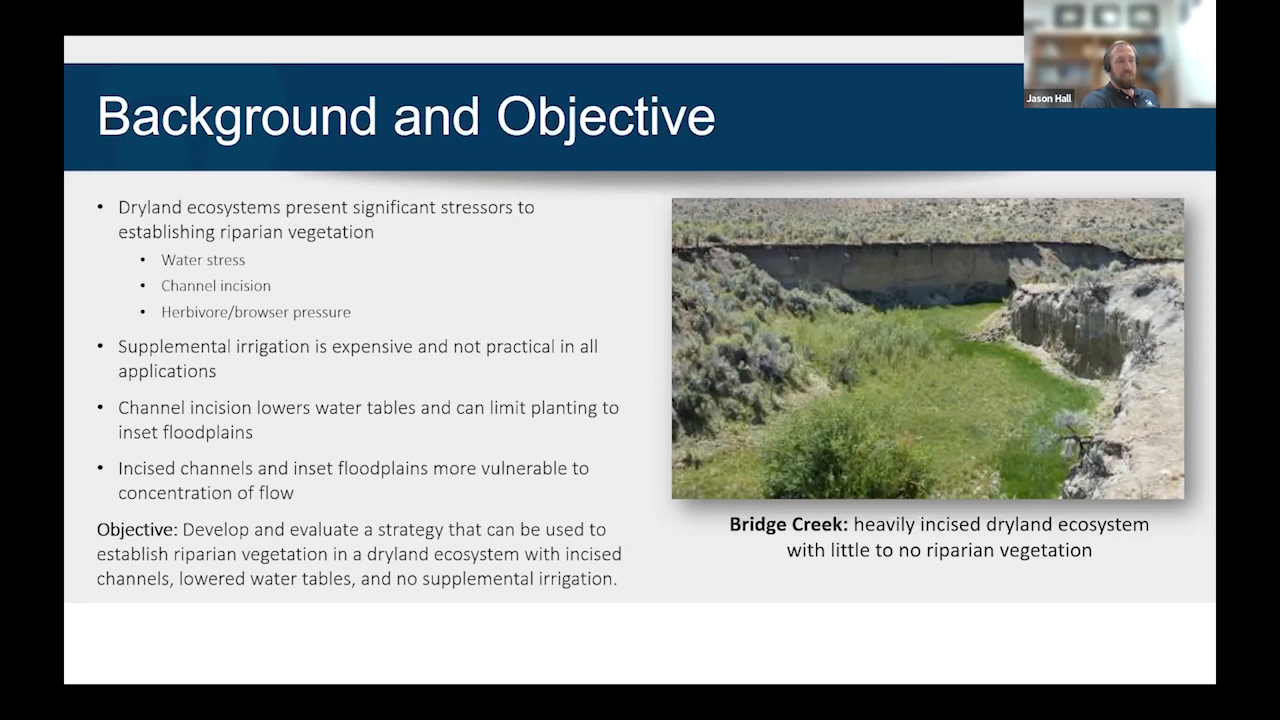 Jason Hall
Background and Objective
• Dryland ecosystems present significant stressors to
establishing riparian vegetation
• Water stress
• Channel incision
• Herbivore/browser pressure
• Supplemental irrigation is expensive and not practical in all
applications
• Channel incision lowers water tables and can limit planting to
inset floodplains
• Incised channels and inset floodplains more vulnerable to
concentration of flow
Objective: Develop and evaluate a strategy that can be used to
establish riparian vegetation in a dryland ecosystem with incised
channels, lowered water tables, and no supplemental irrigation.
Bridge Creek: heavily incised dryland ecosystem
with little to no riparian vegetation